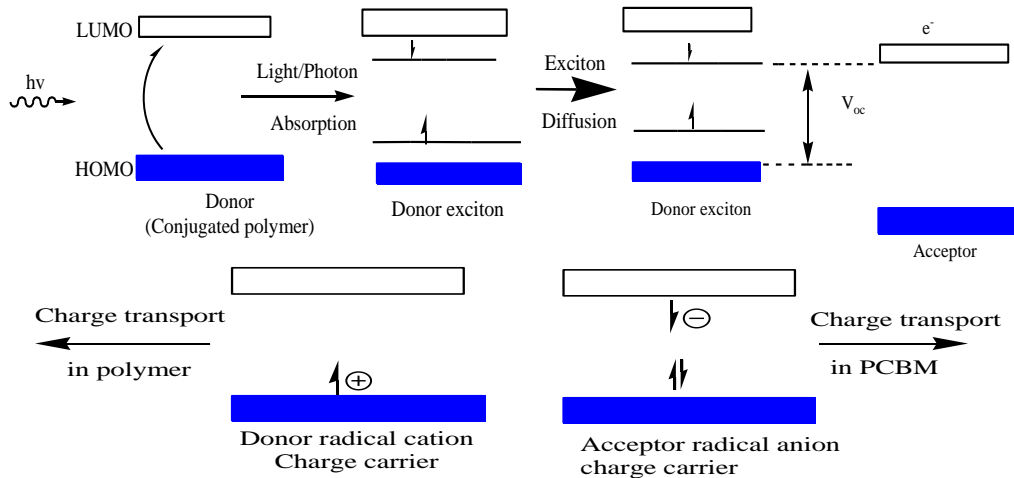 LUMO
hν
HOMO
Donor
(Conjugated polymer)
Light/Photon
Absorption
Donor exciton
Exciton
Diffusion
Donor exciton
Voc
e-
Acceptor
Charge transport
in polymer
+
Donor radical cation
Charge carrier
−
Acceptor radical anion
charge carrier
Charge transport
in PCBM